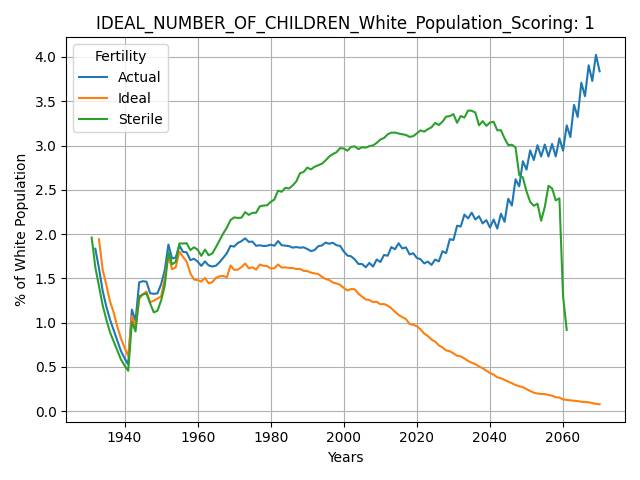 IDEAL_NUMBER_OF_CHILDREN_White_Population_Scoring: 1
Fertility
Actual
Ideal
Sterile
% of White Population
4.0
3.5
3.0
2.5
2.0
1.5
1.0
0.5
0.0
1940 1960 1980 2000 2020 2040 2060
Years